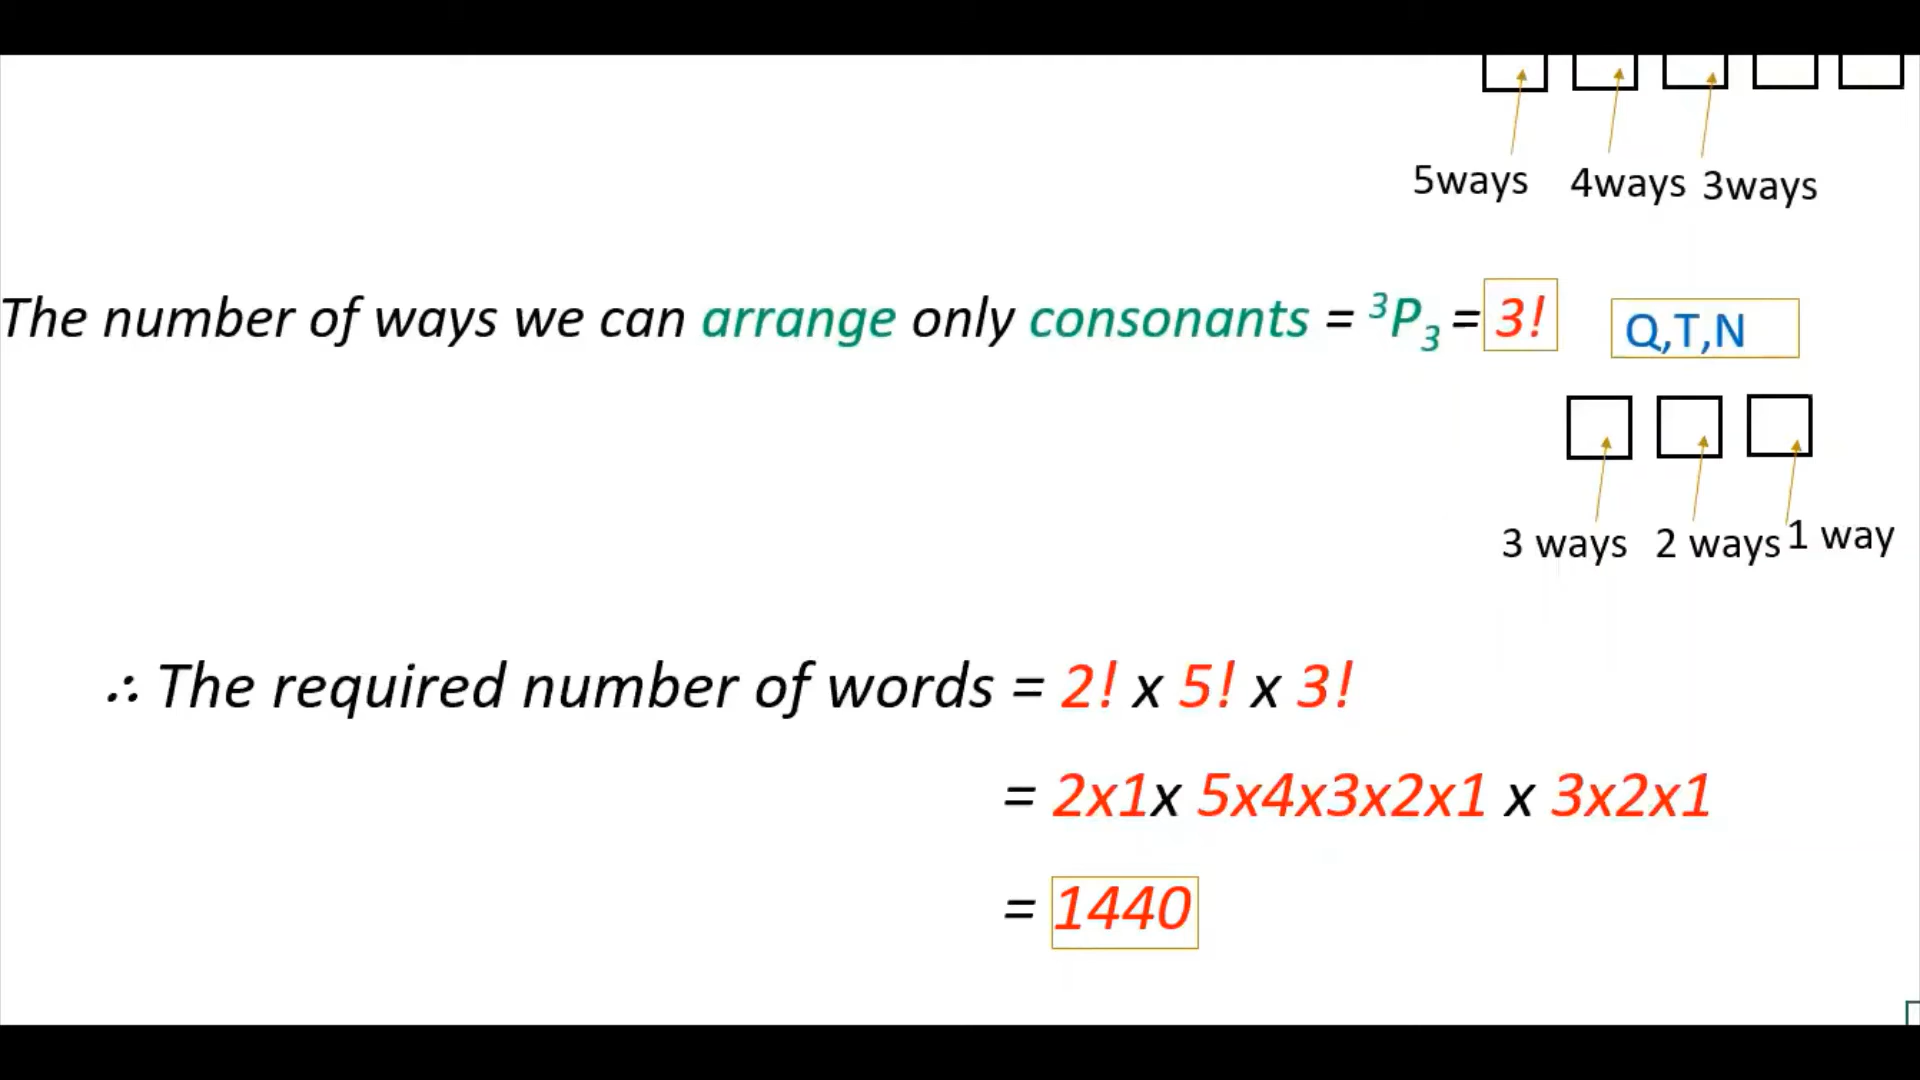 5ways 4ways 3ways
The number of ways we can arrange only consonants = ³P₃ = 3! Q,T,N
3 ways 2 ways 1 way
∴ The required number of words = 2! x 5! x 3!
= 2x1x 5x4x3x2x1 x 3x2x1
= 1440